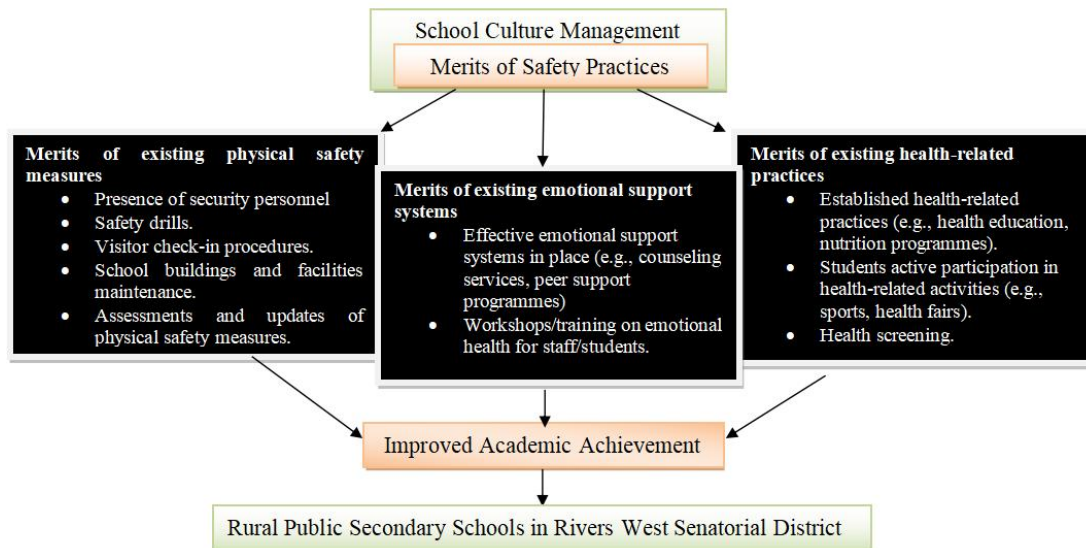 School Culture Management
Merits of Safety Practices
Merits of existing physical safety
measures
• Presence of security personnel
• Safety drills.
• Visitor check-in procedures.
• School buildings and facilities
maintenance.
• Assessments and updates of
physical safety measures.
Merits of existing emotional support
systems
• Effective emotional support
systems in place (e.g., counseling
services, peer support
programmes)
• Workshops/training on emotional
health for staff/students.
Merits of existing health-related
practices
• Established health-related
practices (e.g., health education,
nutrition programmes).
• Students active participation in
health-related activities (e.g.,
sports, health fairs).
• Health screening.
Improved Academic Achievement
Rural Public Secondary Schools in Rivers West Senatorial District